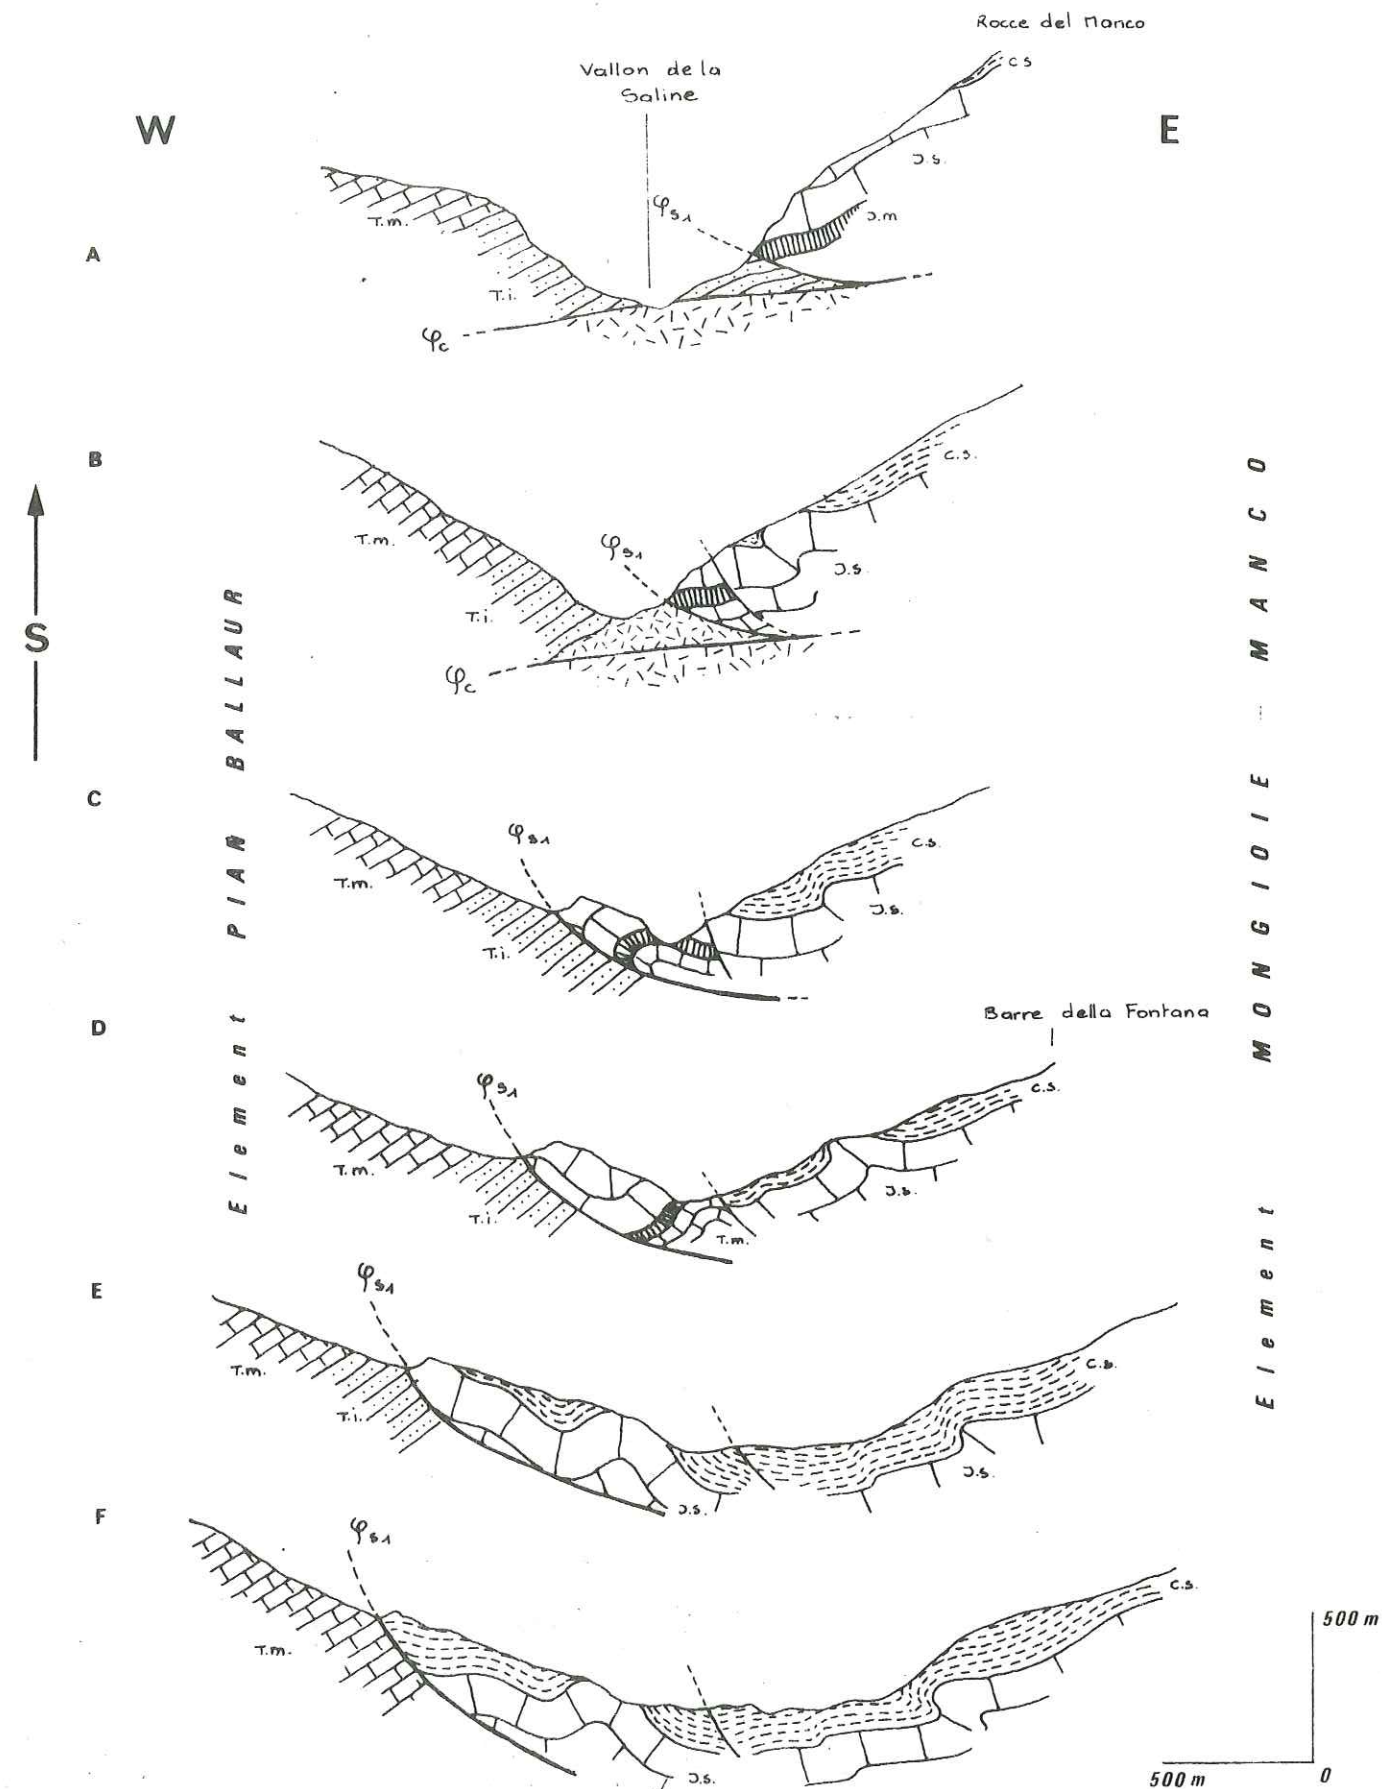 Rocce del Manco
Vallon de la
Saline
W
E
c s
J.s.
φs1
J.m
T.m.
A
T.i.
φc
B
C.S.
T.m.
φs1
J.s.
T.i.
φc
S
Element PIAN BALLAUR
Element MONGIOIE - MANCO
C
φs1
C.s.
T.m.
J.s.
T.i.
D
Barre della Fontana
φs1
C.s.
T.m.
J.s.
T.i.
T.m.
E
φs1
C.s.
T.m.
T.i.
J.s.
J.s.
F
φs1
C.s.
T.m.
J.s.
500 m
0
500 m